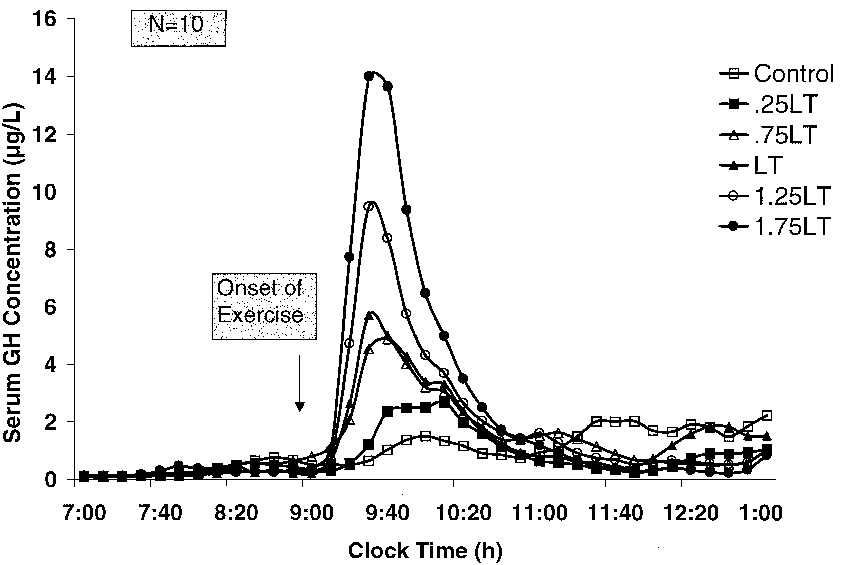 N=10
Control
.25LT
.75LT
LT
1.25LT
1.75LT
Onset of
Exercise
Serum GH Concentration (µg/L)
16
14
12
10
8
6
4
2
0
7:00 7:40 8:20 9:00 9:40 10:20 11:00 11:40 12:20 1:00
Clock Time (h)